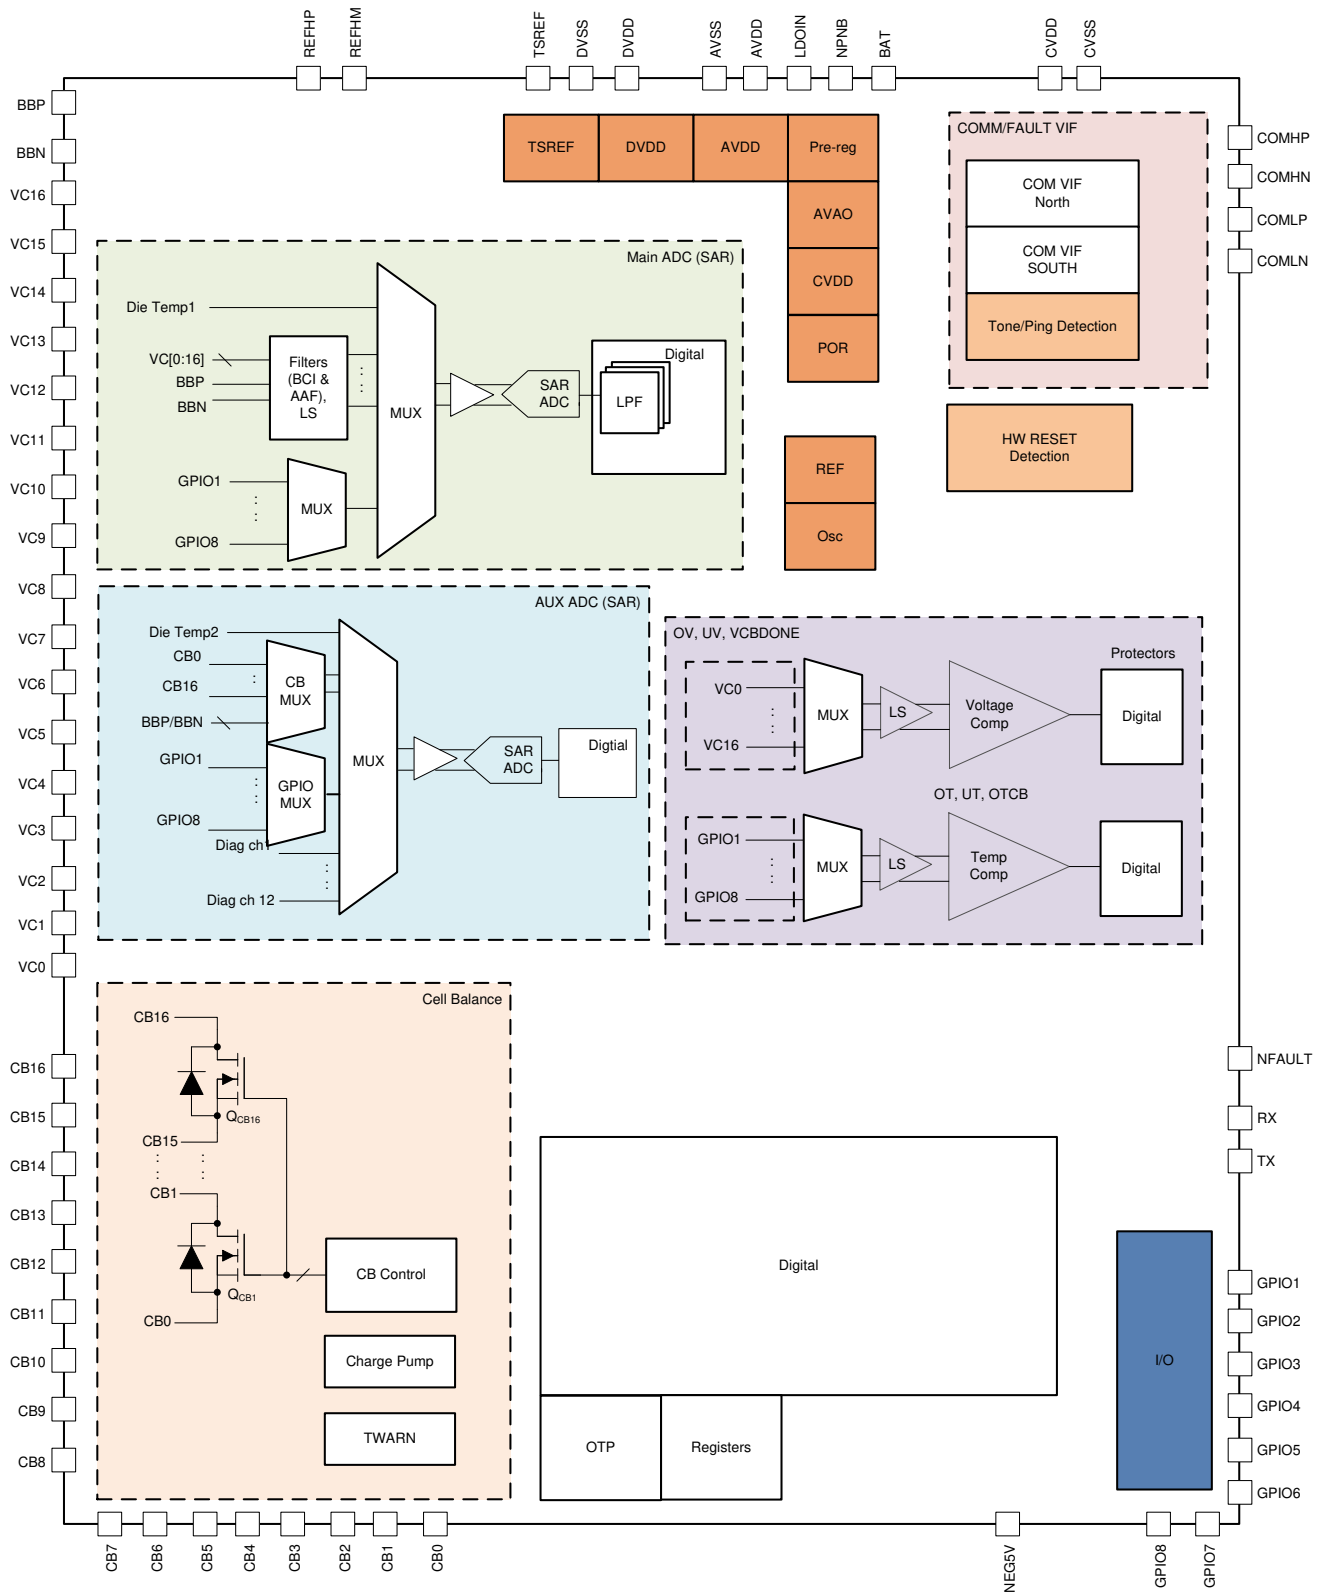 REFHP
REFHM
TSREF
DVSS
DVDD
AVSS
AVDD
LDOIN
NPNB
BAT
CVDD
CVSS
BBP
BBN
VC16
VC15
VC14
VC13
VC12
VC11
VC10
VC9
VC8
VC7
VC6
VC5
VC4
VC3
VC2
VC1
VC0
CB16
CB15
CB14
CB13
CB12
CB11
CB10
CB9
CB8
CB7
CB6
CB5
CB4
CB3
CB2
CB1
CB0
NEG5V
GPIO8
GPIO7
COMHP
COMHN
COMLP
COMLN
NFAULT
RX
TX
GPIO1
GPIO2
GPIO3
GPIO4
GPIO5
GPIO6
TSREF
DVDD
AVDD
Pre-reg
AVAO
CVDD
POR
REF
Osc
COMM/FAULT VIF
COM VIF
North
COM VIF
SOUTH
Tone/Ping Detection
HW RESET
Detection
Main ADC (SAR)
Die Temp1
VC[0:16]
BBP
BBN
Filters
(BCI &
AAF),
LS
GPIO1
GPIO8
MUX
MUX
SAR
ADC
Digital
LPF
AUX ADC (SAR)
Die Temp2
CB0
CB16
BBP/BBN
CB
MUX
GPIO1
GPIO8
GPIO
MUX
Diag ch1
Diag ch 12
MUX
SAR
ADC
Digtial
OV, UV, VCBDONE
Protectors
VC0
VC16
MUX
LS
Voltage
Comp
Digital
OT, UT, OTCB
GPIO1
GPIO8
MUX
LS
Temp
Comp
Digital
Cell Balance
CB16
QCB16
CB15
CB1
QCB1
CB0
CB Control
Charge Pump
TWARN
Digital
OTP
Registers
I/O